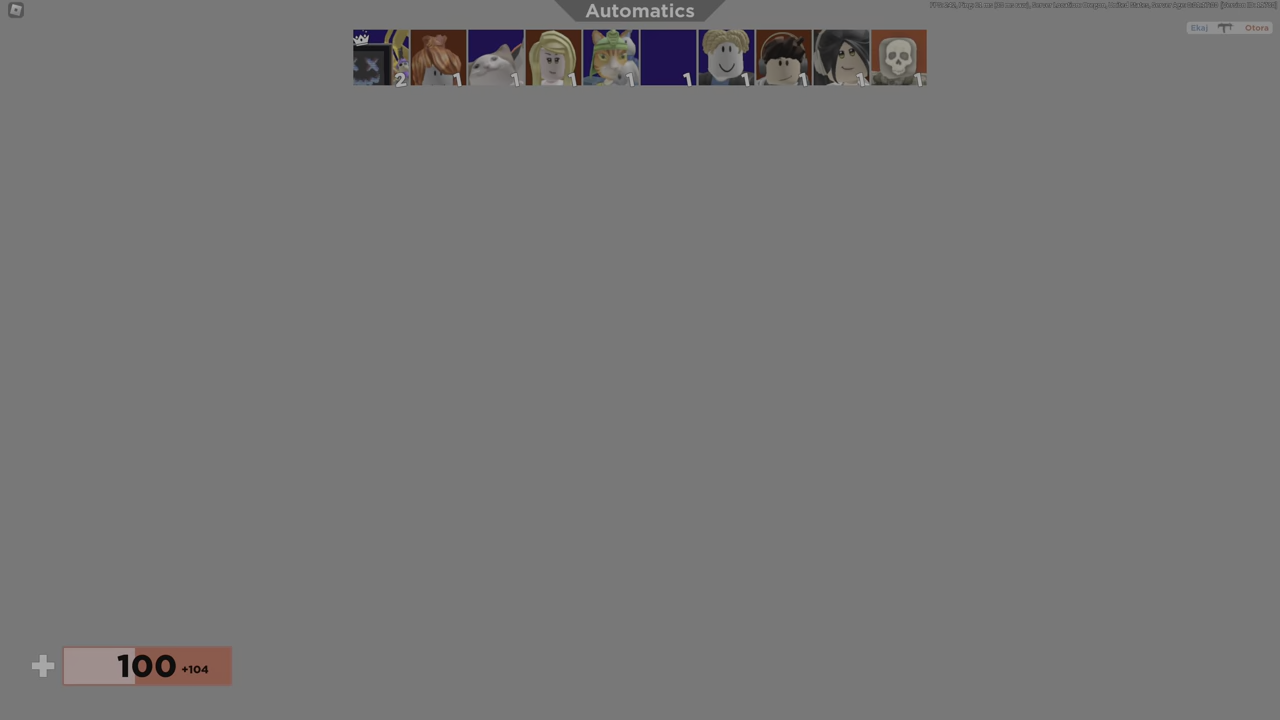 Automatics
Ekaj Otora
2 1 1 1 1 1 1 1 1 1
100 +104